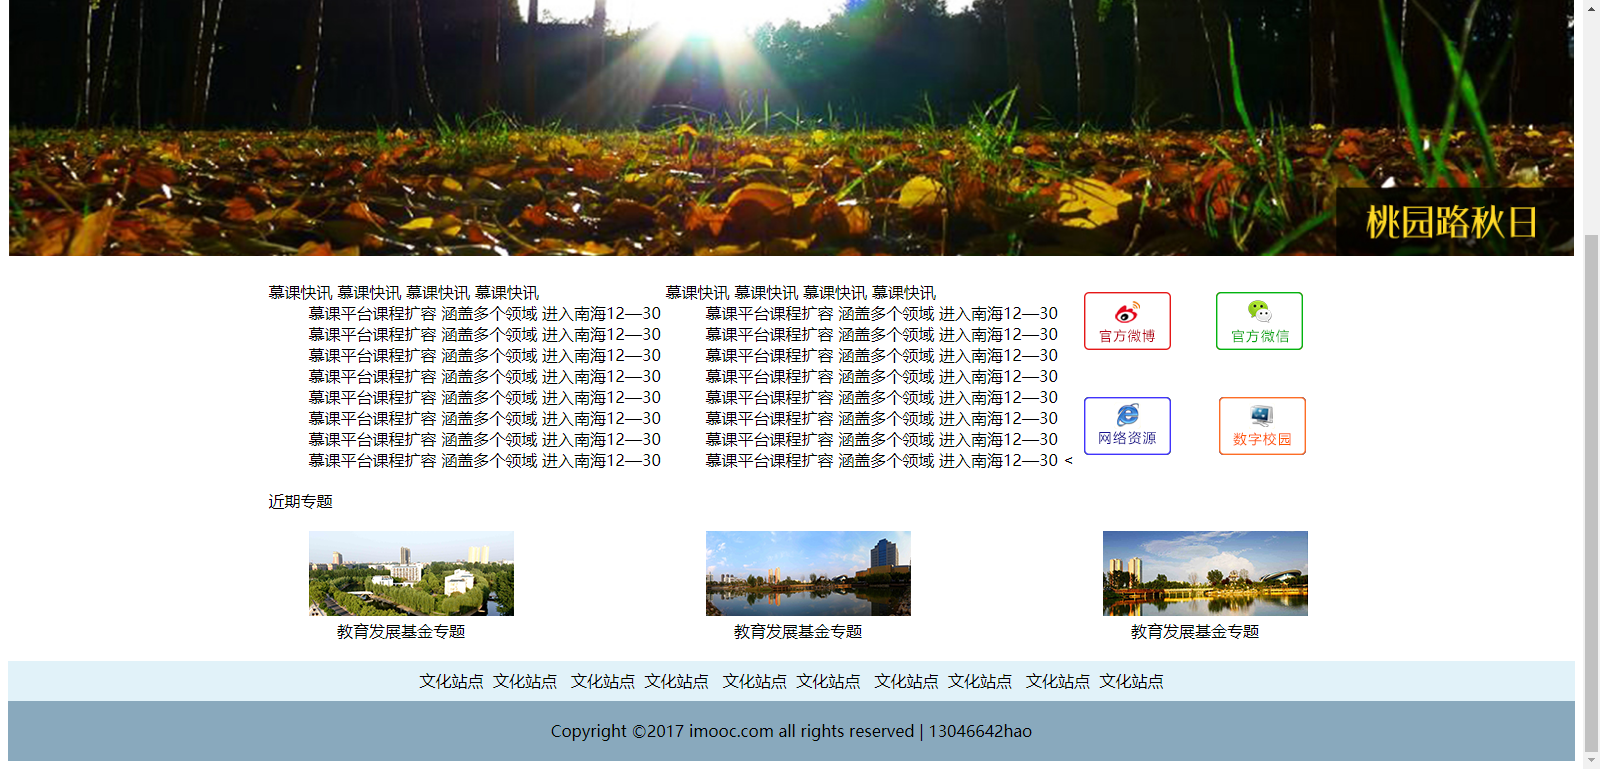 桃园路秋日
慕课快讯 慕课快讯 慕课快讯 慕课快讯
慕课平台课程扩容 涵盖多个领域 进入南海12—30
慕课平台课程扩容 涵盖多个领域 进入南海12—30
慕课平台课程扩容 涵盖多个领域 进入南海12—30
慕课平台课程扩容 涵盖多个领域 进入南海12—30
慕课平台课程扩容 涵盖多个领域 进入南海12—30
慕课平台课程扩容 涵盖多个领域 进入南海12—30
慕课平台课程扩容 涵盖多个领域 进入南海12—30
慕课平台课程扩容 涵盖多个领域 进入南海12—30
慕课快讯 慕课快讯 慕课快讯 慕课快讯
慕课平台课程扩容 涵盖多个领域 进入南海12—30
慕课平台课程扩容 涵盖多个领域 进入南海12—30
慕课平台课程扩容 涵盖多个领域 进入南海12—30
慕课平台课程扩容 涵盖多个领域 进入南海12—30
慕课平台课程扩容 涵盖多个领域 进入南海12—30
慕课平台课程扩容 涵盖多个领域 进入南海12—30
慕课平台课程扩容 涵盖多个领域 进入南海12—30
慕课平台课程扩容 涵盖多个领域 进入南海12—30 <
官方微博
官方微信
网络资源
数字校园
近期专题
教育发展基金专题
教育发展基金专题
教育发展基金专题
文化站点 文化站点 文化站点 文化站点 文化站点 文化站点 文化站点 文化站点 文化站点 文化站点
Copyright ©2017 imooc.com all rights reserved | 13046642hao